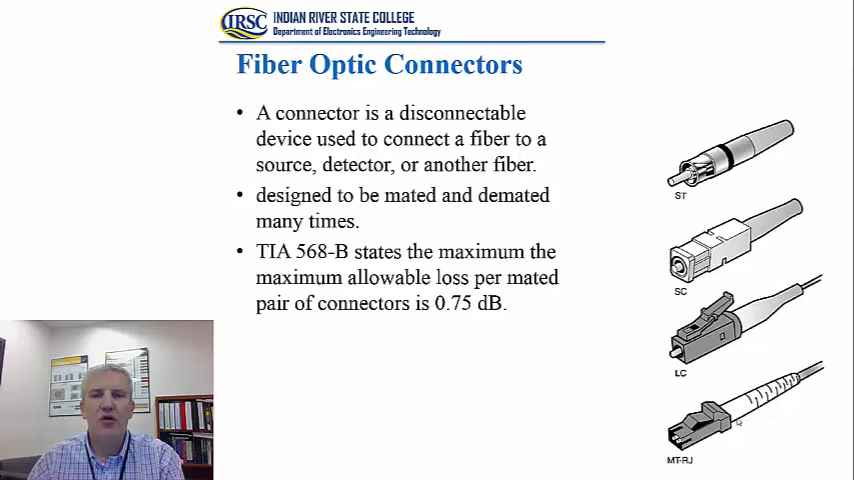 IRSC
INDIAN RIVER STATE COLLEGE
Department of Electronics Engineering Technology
Fiber Optic Connectors
• A connector is a disconnectable
device used to connect a fiber to a
source, detector, or another fiber.
• designed to be mated and demated
many times.
• TIA 568-B states the maximum the
maximum allowable loss per mated
pair of connectors is 0.75 dB.
ST
SC
LC
MT-RJ